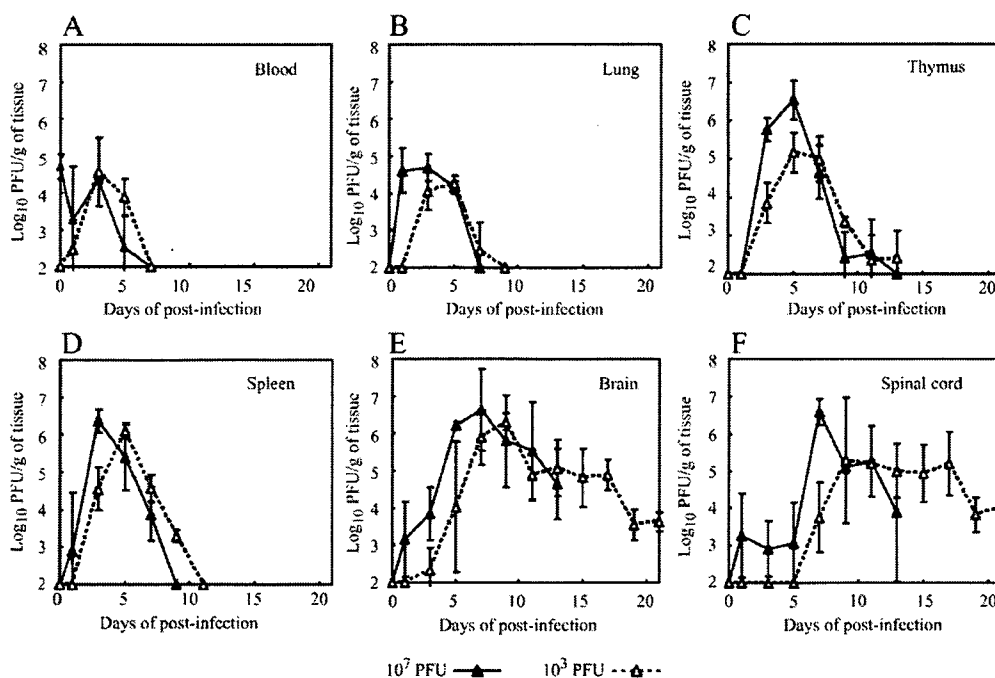 A
B
C
Blood
Lung
Thymus
Log10 PFU/g of tissue
8
7
6
5
4
3
2
0
5
10
15
20
Days of post-infection
Log10 PFU/g of tissue
8
7
6
5
4
3
2
0
5
10
15
20
Days of post-infection
Log10 PFU/g of tissue
8
7
6
5
4
3
2
0
5
10
15
20
Days of post-infection
D
E
F
Spleen
Brain
Spinal cord
Log10 PFU/g of tissue
8
7
6
5
4
3
2
0
5
10
15
20
Days of post-infection
Log10 PFU/g of tissue
8
7
6
5
4
3
2
0
5
10
15
20
Days of post-infection
Log10 PFU/g of tissue
8
7
6
5
4
3
2
0
5
10
15
20
Days of post-infection
10^7 PFU
10^3 PFU